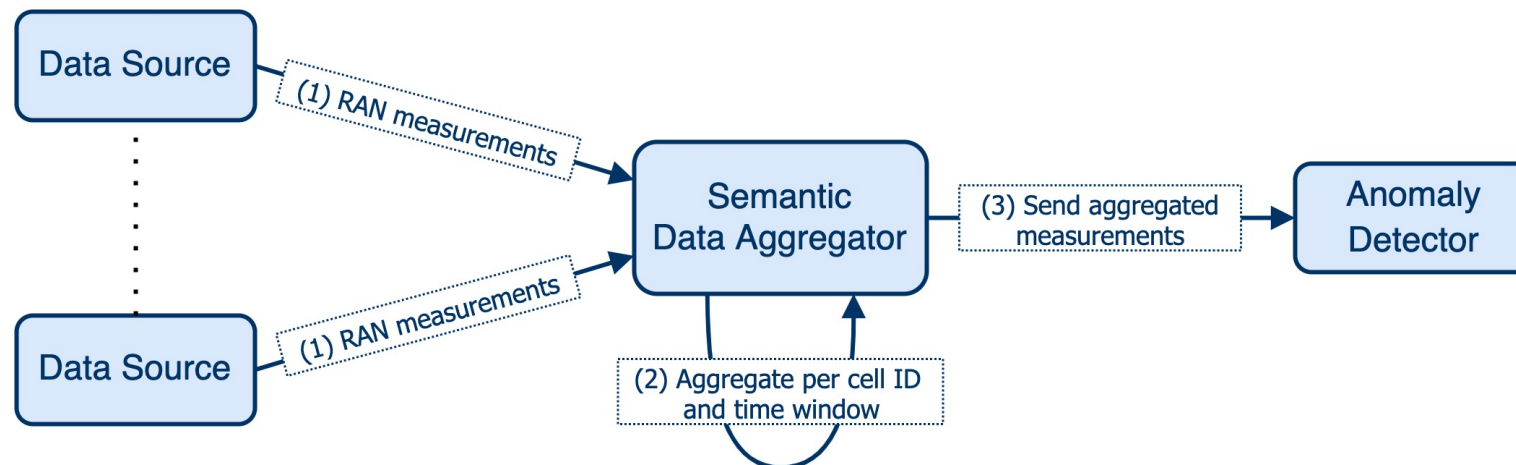 Data Source
(1) RAN measurements
Semantic
Data Aggregator
(3) Send aggregated
measurements
Anomaly
Detector
(1) RAN measurements
Data Source
(2) Aggregate per cell ID
and time window